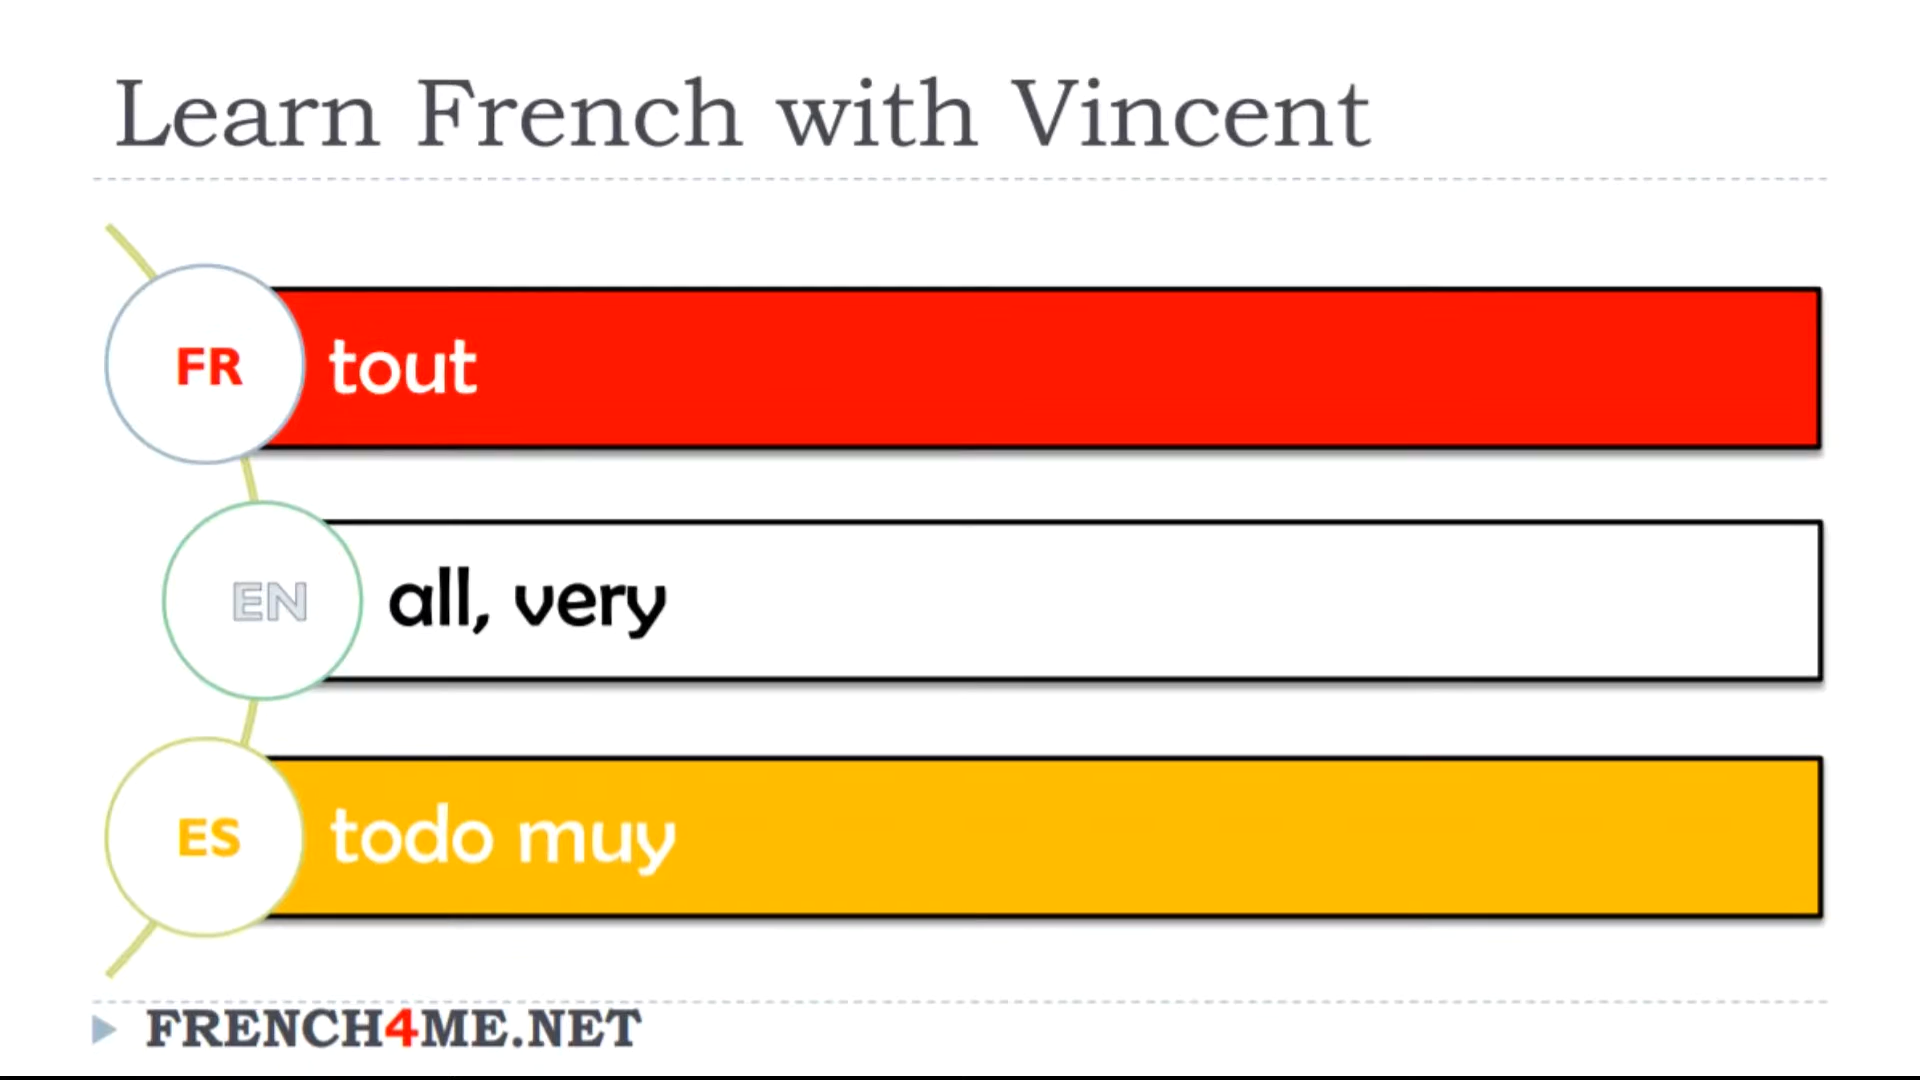 Learn French with Vincent
FR tout
EN all, very
ES todo muy
FRENCH4ME.NET